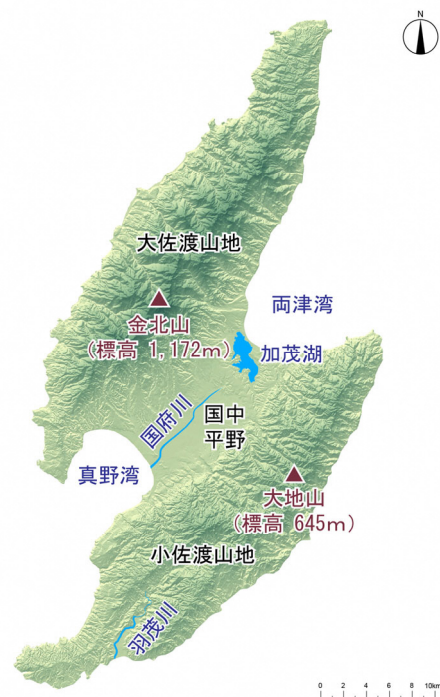 N
大佐渡山地
両津湾
金北山
(標高 1,172m)
加茂湖
国府川
国中
平野
真野湾
大地山
(標高 645m)
小佐渡山地
羽茂川
0 2 4 6 8 10km